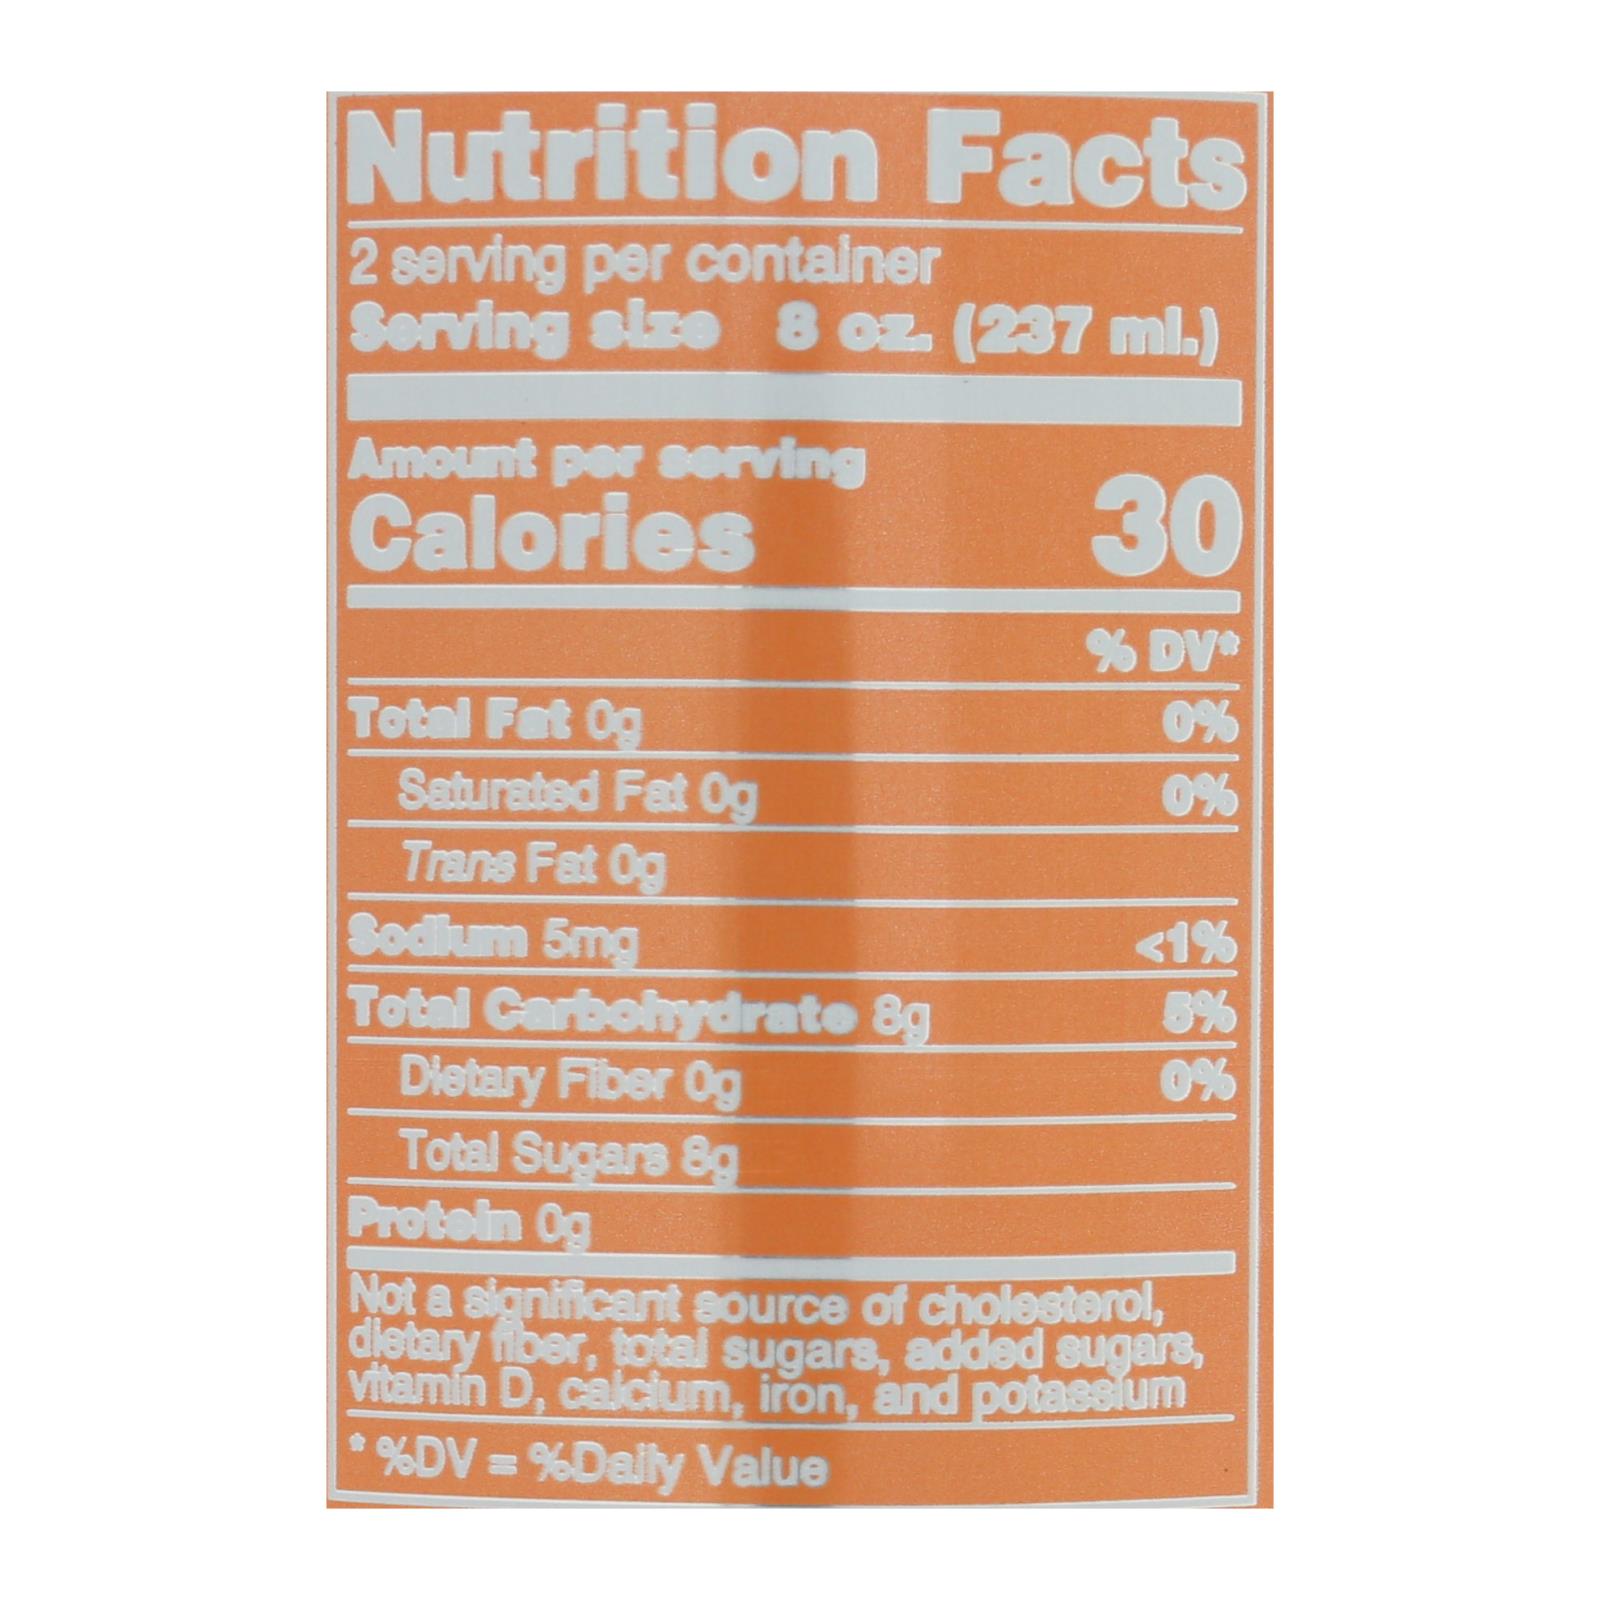 Nutrition Facts
2 serving per container
Serving size 8 oz. (237 ml.)
Amount per serving
Calories 30
% DV*
Total Fat 0g 0%
Saturated Fat 0g 0%
Trans Fat 0g
Sodium 5mg <1%
Total Carbohydrate 8g 5%
Dietary Fiber 0g 0%
Total Sugars 8g
Protein 0g
Not a significant source of cholesterol,
dietary fiber, total sugars, added sugars,
vitamin D, calcium, iron, and potassium
* %DV = %Daily Value